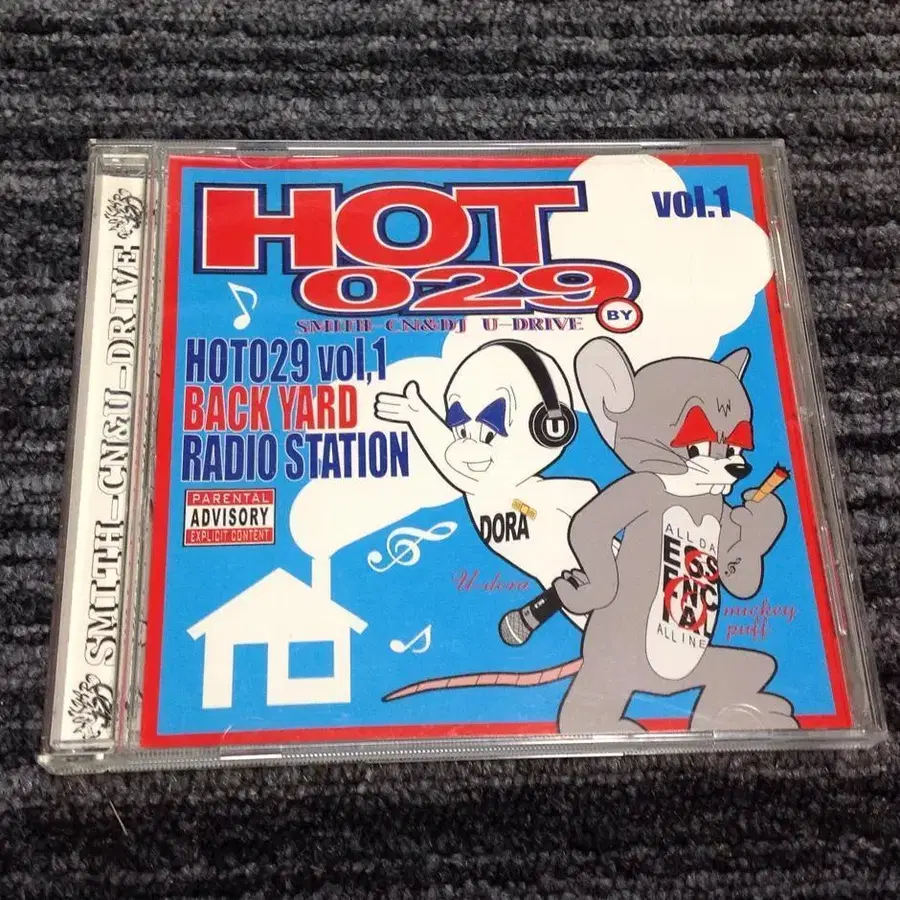 HOT
029
vol.1
BY
SMITH-CN&DJ U-DRIVE
HOT029 vol,1
BACK YARD
RADIO STATION
PARENTAL
ADVISORY
EXPLICIT CONTENT
U
DORA
U-dora
ALL DA
ALL INE
mickey
puff
SMITH-CN&U-DRIVE